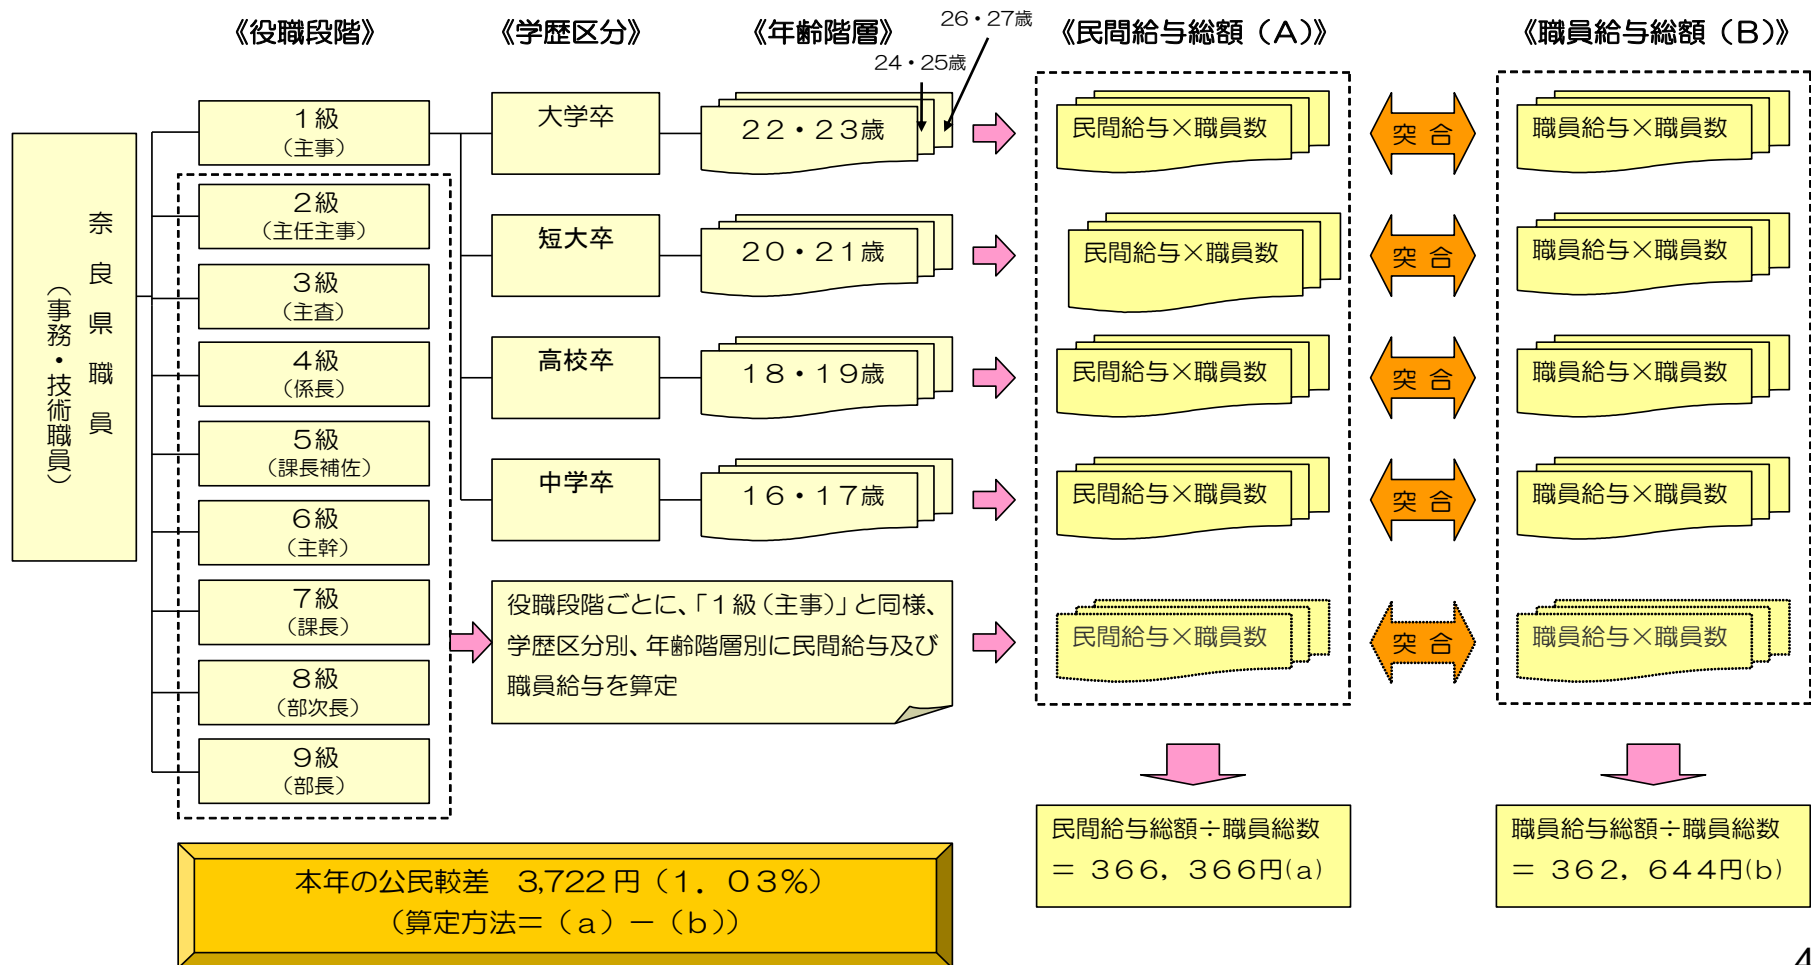 《役職段階》
《学歴区分》
《年齢階層》
26・27歳
24・25歳
《民間給与総額（A）》
《職員給与総額（B）》
奈良県職員
（事務・技術職員）
１級
（主事）
２級
（主任主事）
３級
（主査）
４級
（係長）
５級
（課長補佐）
６級
（主幹）
７級
（課長）
８級
（部次長）
９級
（部長）
大学卒
２２・２３歳
民間給与×職員数
突 合
職員給与×職員数
短大卒
２０・２１歳
民間給与×職員数
突 合
職員給与×職員数
高校卒
１８・１９歳
民間給与×職員数
突 合
職員給与×職員数
中学卒
１６・１７歳
民間給与×職員数
突 合
職員給与×職員数
役職段階ごとに、「１級（主事）」と同様、
学歴区分別、年齢階層別に民間給与及び
職員給与を算定
民間給与×職員数
突 合
職員給与×職員数
民間給与総額÷職員総数
＝ ３６６，３６６円(a)
職員給与総額÷職員総数
＝ ３６２，６４４円(b)
本年の公民較差　3,722 円（１．０３％）
（算定方法＝（ａ）－（ｂ））
4